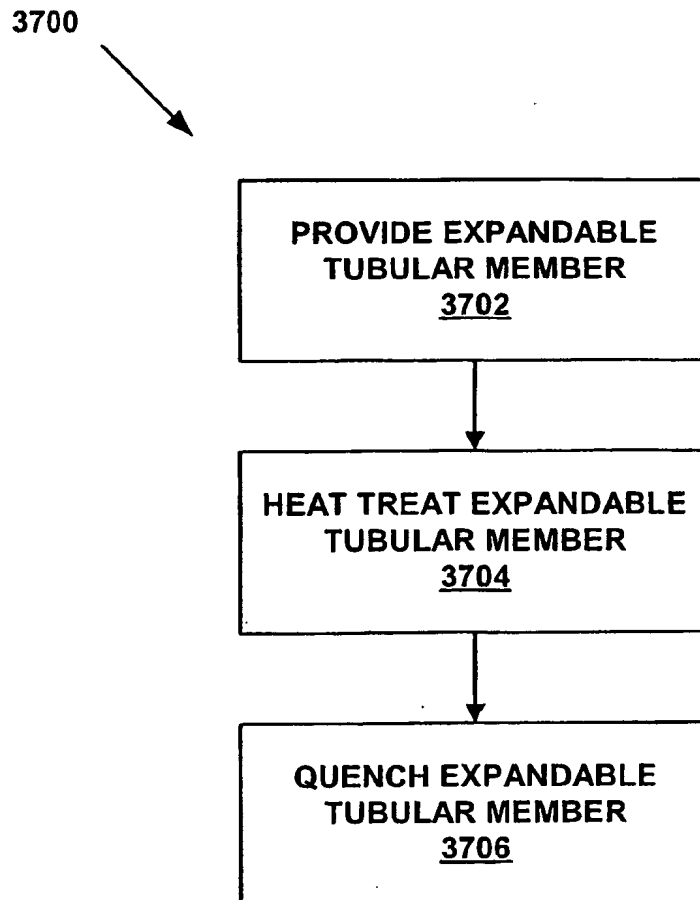 3700
PROVIDE EXPANDABLE
TUBULAR MEMBER
3702
HEAT TREAT EXPANDABLE
TUBULAR MEMBER
3704
QUENCH EXPANDABLE
TUBULAR MEMBER
3706